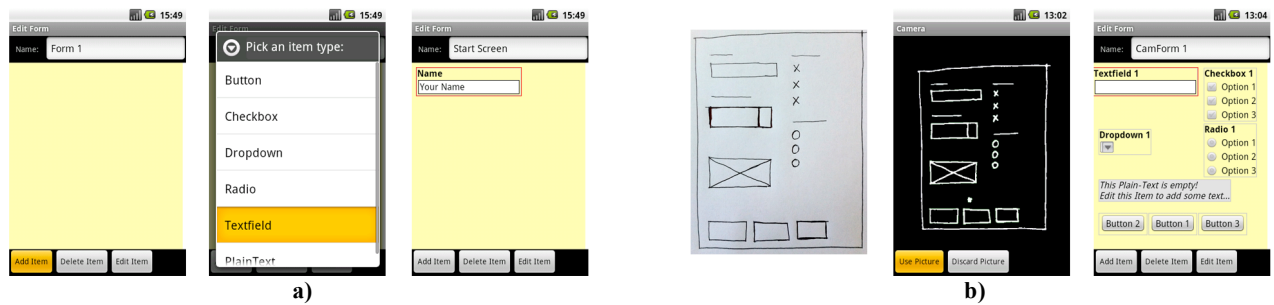 15:49
Edit Form
Name: Form 1
Add Item Delete Item Edit Item
15:49
Edit Form
Pick an item type:
Button
Checkbox
Dropdown
Radio
Textfield
PlainText
15:49
Edit Form
Name: Start Screen
Name
Your Name
Add Item Delete Item Edit Item
a)
13:02
Camera
Use Picture Discard Picture
13:04
Edit Form
Name: CamForm 1
Textfield 1
Checkbox 1
Option 1
Option 2
Option 3
Dropdown 1
Radio 1
Option 1
Option 2
Option 3
This Plain-Text is empty!
Edit this Item to add some text...
Button 2 Button 1 Button 3
Add Item Delete Item Edit Item
b)